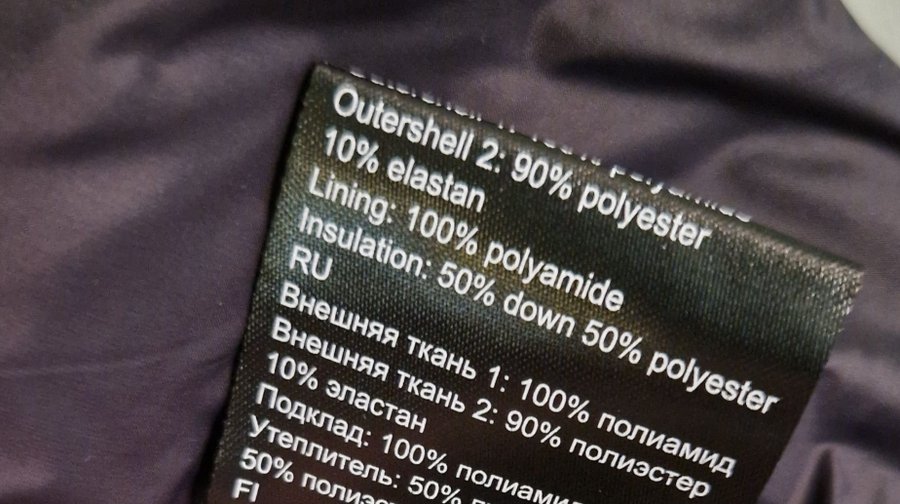 Outershell 2: 90% polyester
10% elastan
Lining: 100% polyamide
Insulation: 50% down 50% polyester
RU
Внешняя ткань 1: 100% полиамид
Внешняя ткань 2: 90% полиэстер
10% эластан
Подклад: 100%
Утеплитель: 50%
50%
FI